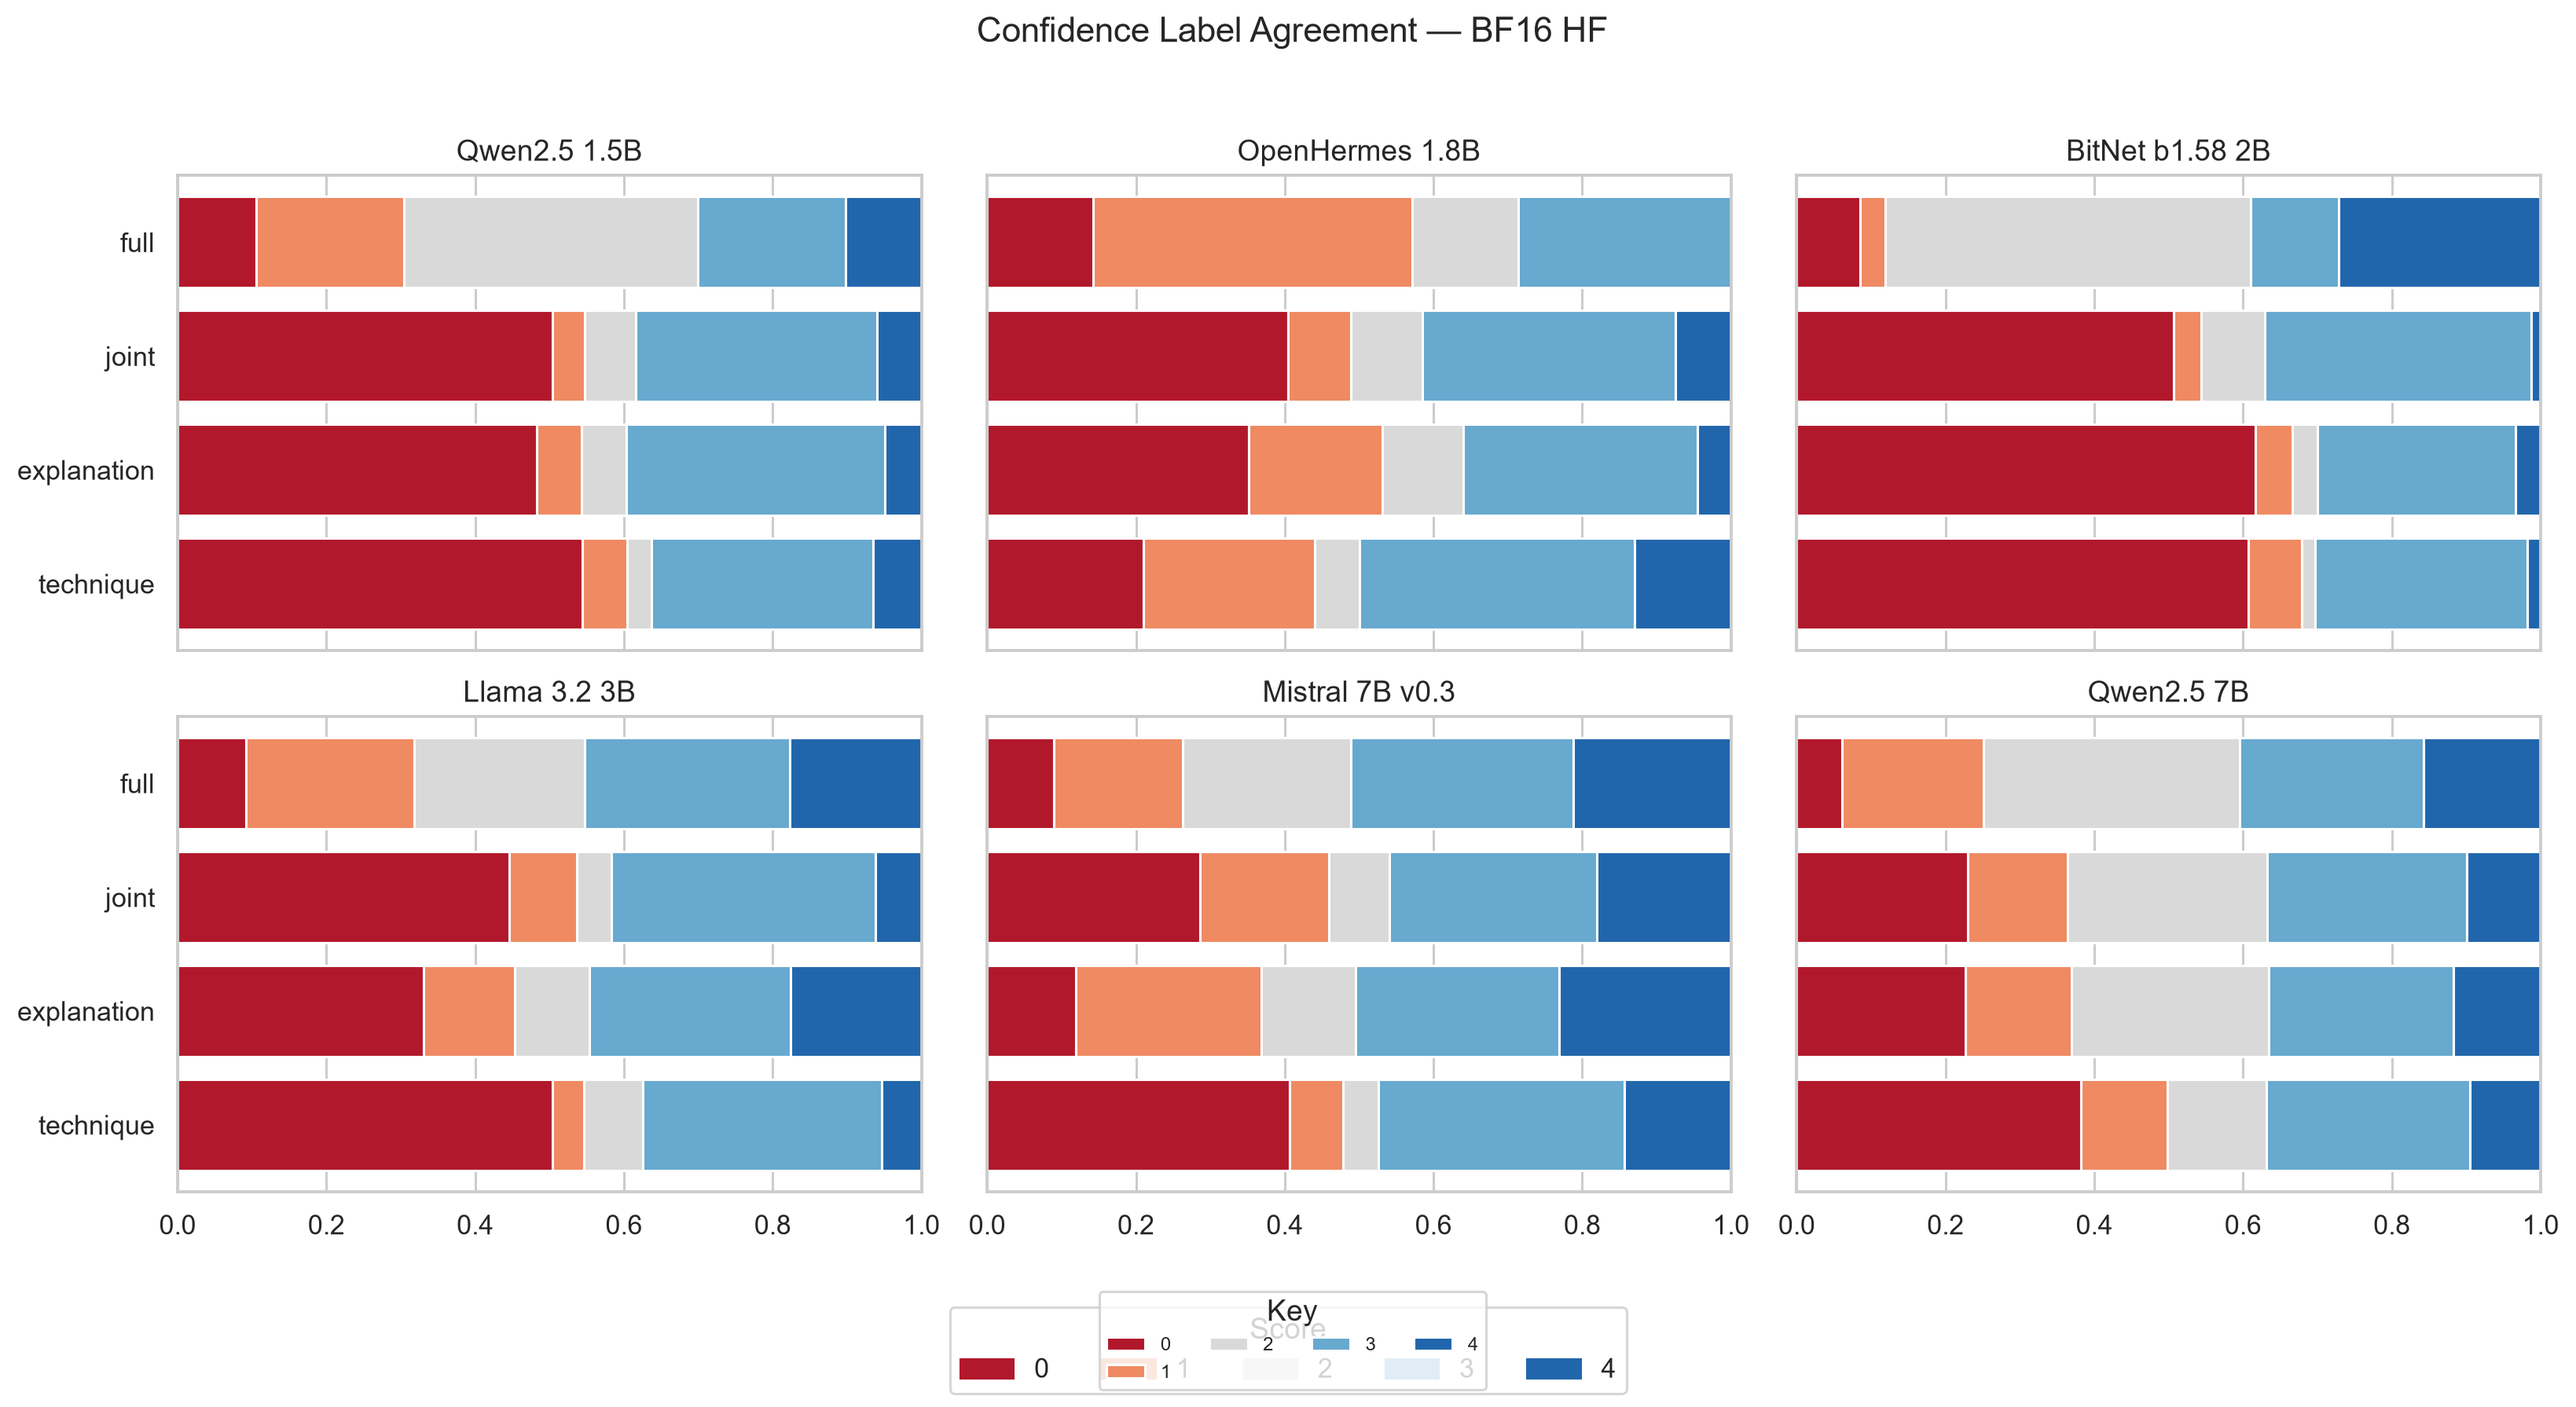 Confidence Label Agreement — BF16 HF
Qwen2.5 1.5B
OpenHermes 1.8B
BitNet b1.58 2B
full
joint
explanation
technique
Llama 3.2 3B
Mistral 7B v0.3
Qwen2.5 7B
full
joint
explanation
technique
0.0 0.2 0.4 0.6 0.8 1.0
0.0 0.2 0.4 0.6 0.8 1.0
0.0 0.2 0.4 0.6 0.8 1.0
Key
0 2 3 4
1
Score
0 1 2 3 4